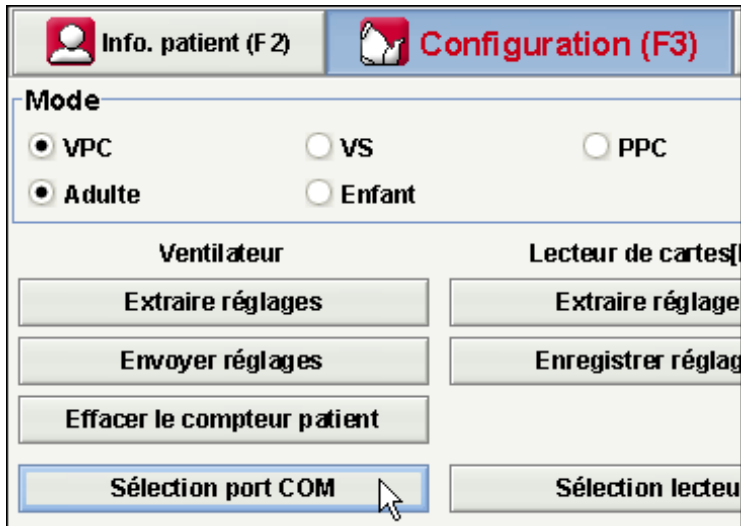 Info. patient (F2) Configuration (F3)
Mode
VPC VS PPC
Adulte Enfant
Ventilateur Lecteur de cartes[
Extraire réglages Extraire réglage
Envoyer réglages Enregistrer réglag
Effacer le compteur patient
Sélection port COM Sélection lecteu